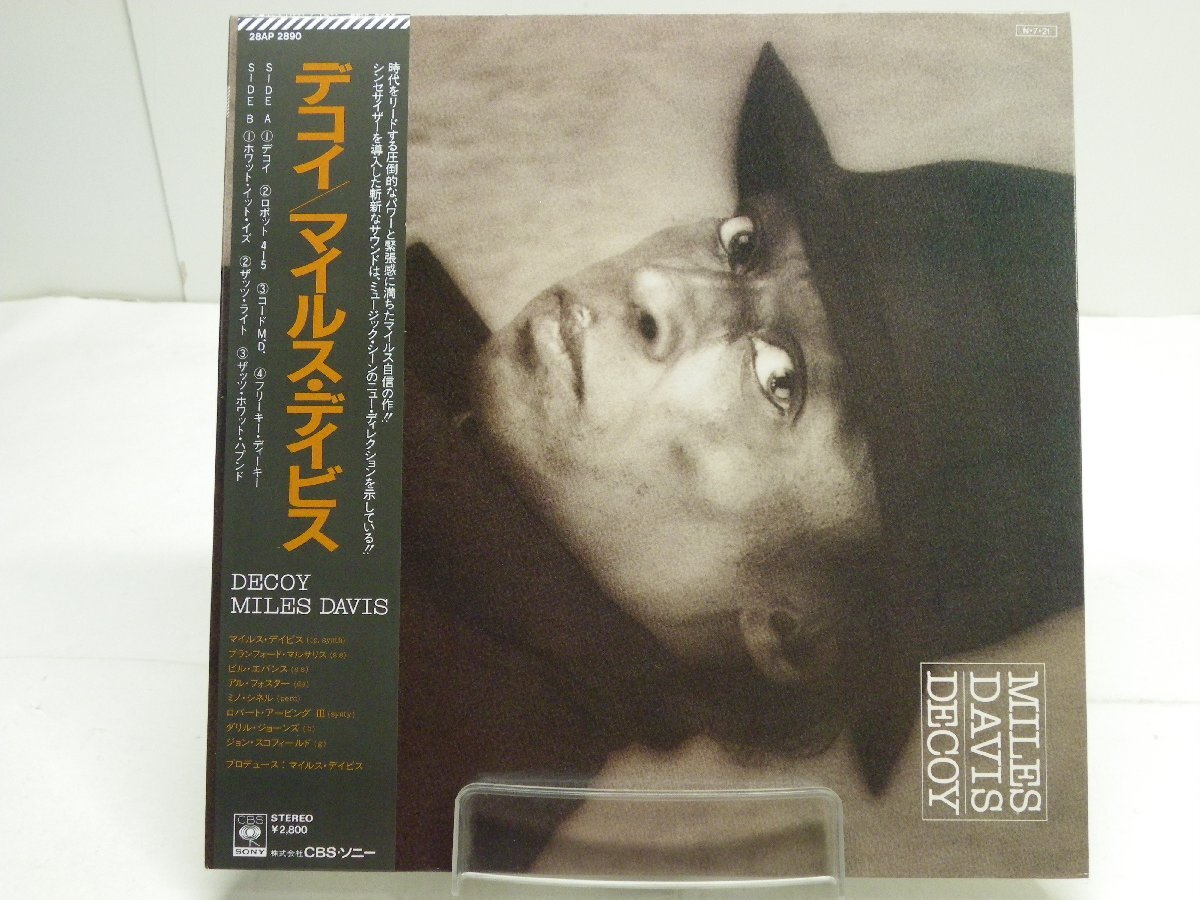 28AP 2890
N・7・21
時代をリードする圧倒的なパワーと緊張感に満ちたマイルス自信の作!!
シンセサイザーを導入した斬新なサウンドは、ミュージック・シーンのニュー・ディレクションを示している!!
デコイ/マイルス・デイビス
SIDE A ①デコイ ②ロボット415 ③コードM.D. ④フリーキー・ディーキー
SIDE B ①ホワット・イット・イズ ②ザッツ・ライト ③ザッツ・ホワット・ハプンド
DECOY
MILES DAVIS
マイルス・デイビス(tp, synth)
ブランフォード・マルサリス(ss)
ビル・エバンス(ss)
アル・フォスター(ds)
ミノ・シネル(perc)
ロバート・アービング III(synty)
ダリル・ジョーンズ(b)
ジョン・スコフィールド(g)
プロデュース:マイルス・デイビス
CBS
SONY
STEREO
¥2,800
株式会社 CBS・ソニー
MILES
DAVIS
DECOY